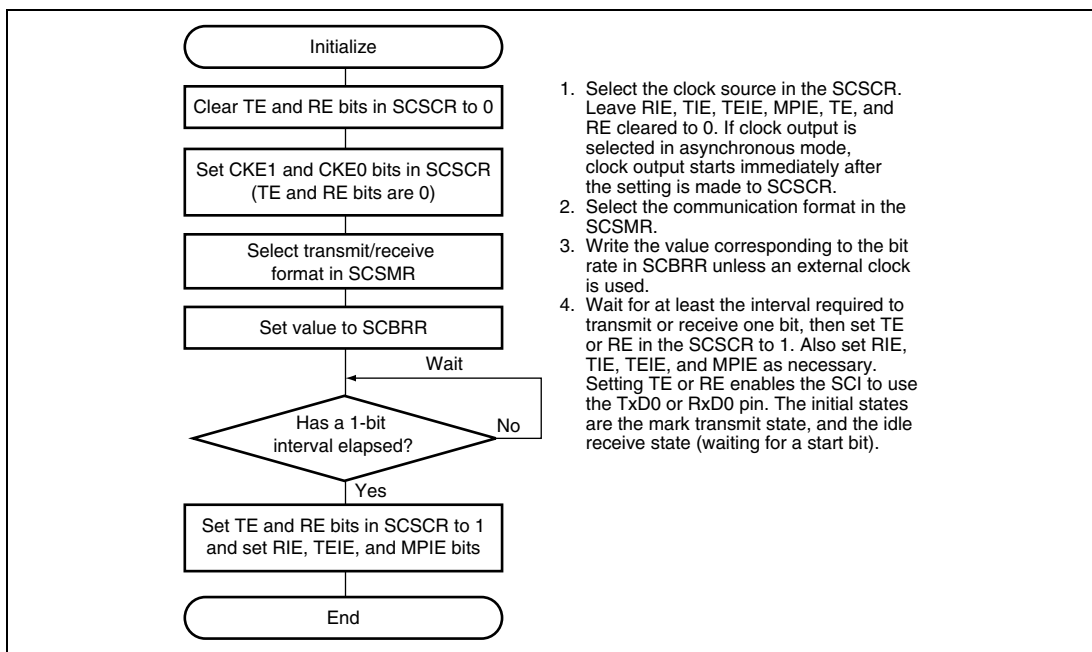 Initialize
Clear TE and RE bits in SCSCR to 0
Set CKE1 and CKE0 bits in SCSCR
(TE and RE bits are 0)
Select transmit/receive
format in SCSMR
Set value to SCBRR
Wait
Has a 1-bit
interval elapsed?
No
Yes
Set TE and RE bits in SCSCR to 1
and set RIE, TEIE, and MPIE bits
End
1. Select the clock source in the SCSCR.
Leave RIE, TIE, TEIE, MPIE, TE, and
RE cleared to 0. If clock output is
selected in asynchronous mode,
clock output starts immediately after
the setting is made to SCSCR.
2. Select the communication format in the
SCSMR.
3. Write the value corresponding to the bit
rate in SCBRR unless an external clock
is used.
4. Wait for at least the interval required to
transmit or receive one bit, then set TE
or RE in the SCSCR to 1. Also set RIE,
TIE, TEIE, and MPIE as necessary.
Setting TE or RE enables the SCI to use
the TxD0 or RxD0 pin. The initial states
are the mark transmit state, and the idle
receive state (waiting for a start bit).